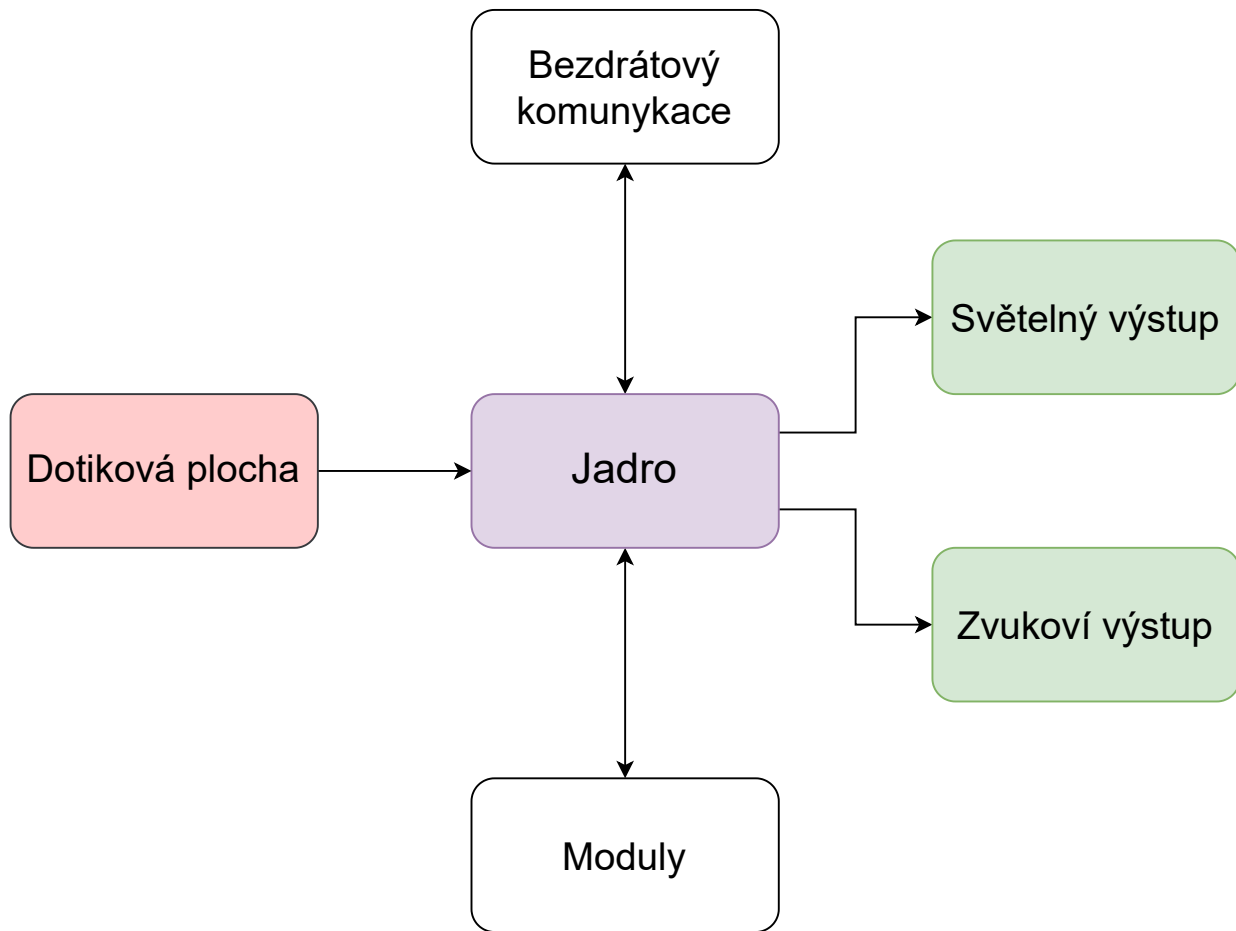 Bezdrátový
komunykace
Světelný výstup
Dotiková plocha
Jadro
Zvukoví výstup
Moduly